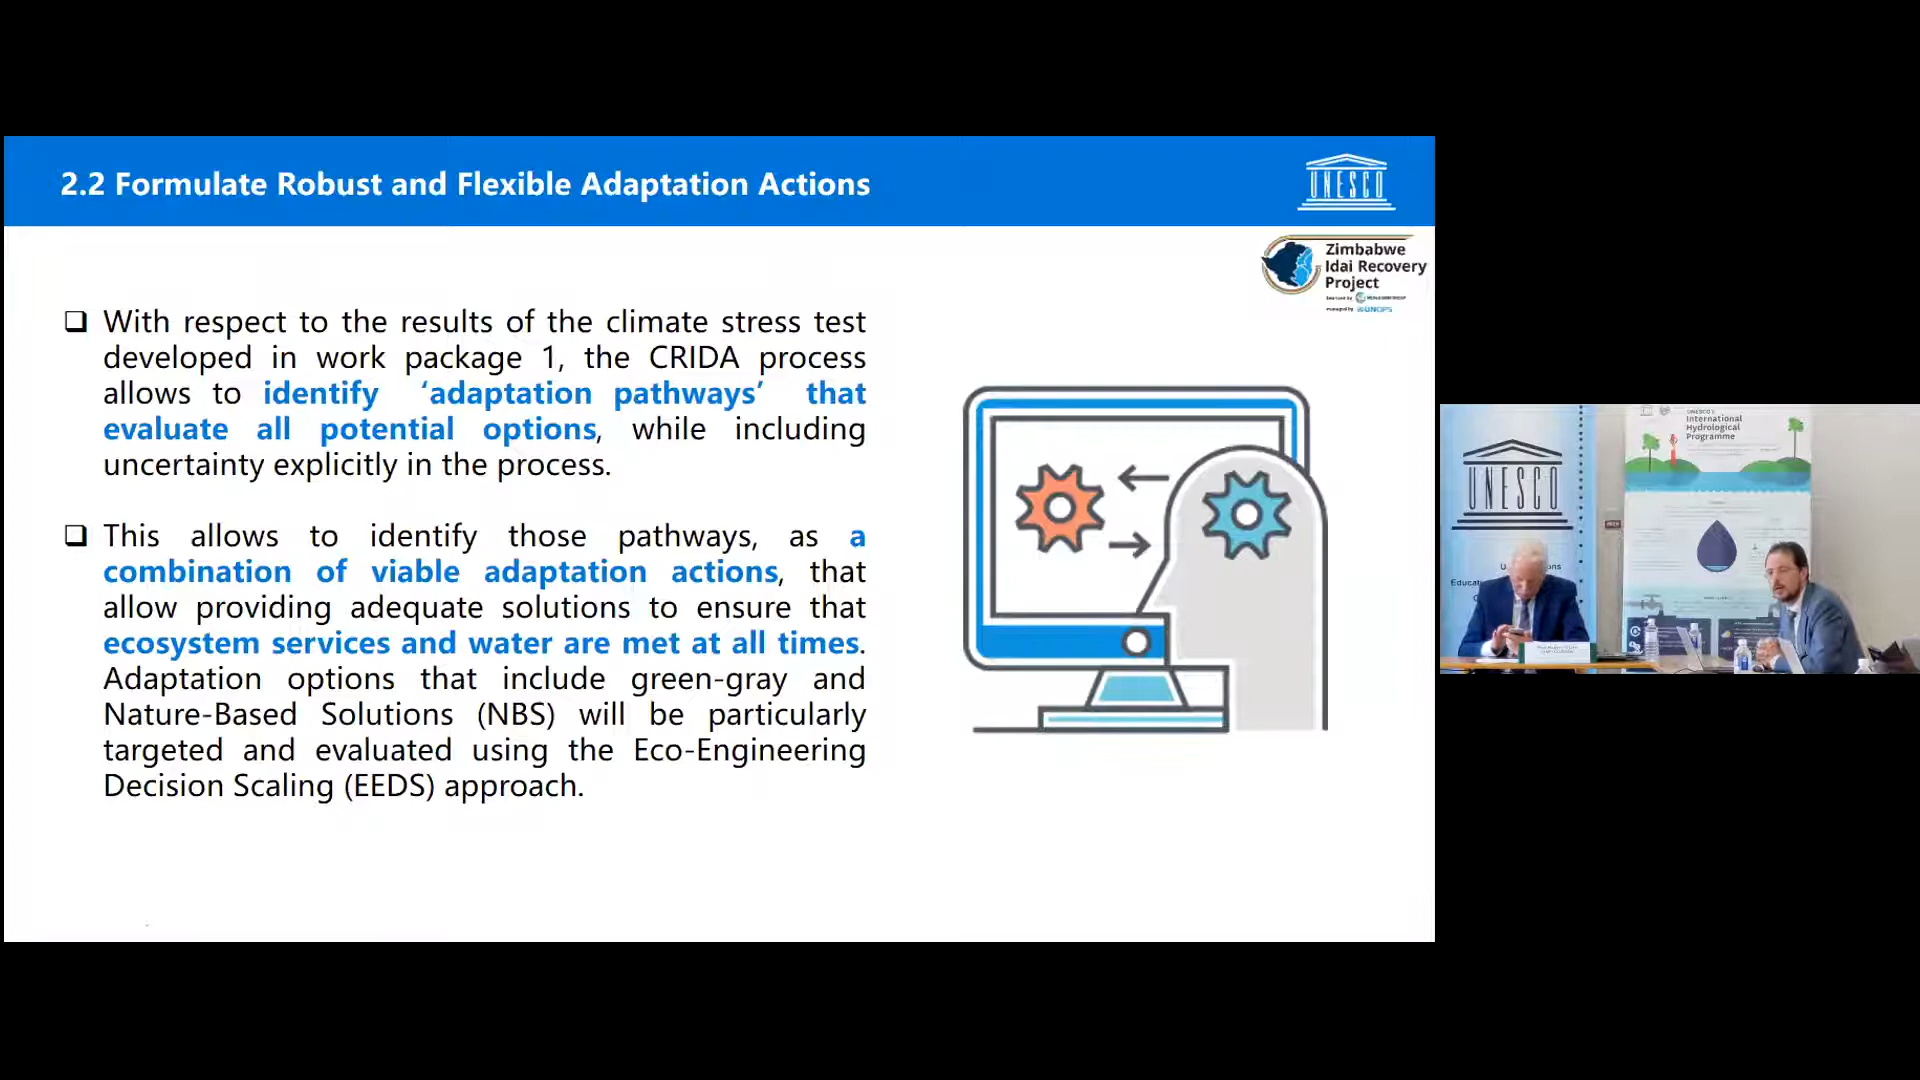 2.2 Formulate Robust and Flexible Adaptation Actions
UNESCO
Zimbabwe
Idai Recovery
Project
managed by UNOPS
With respect to the results of the climate stress test
developed in work package 1, the CRIDA process
allows to identify ‘adaptation pathways’ that
evaluate all potential options, while including
uncertainty explicitly in the process.
This allows to identify those pathways, as a
combination of viable adaptation actions, that
allow providing adequate solutions to ensure that
ecosystem services and water are met at all times.
Adaptation options that include green-gray and
Nature-Based Solutions (NBS) will be particularly
targeted and evaluated using the Eco-Engineering
Decision Scaling (EEDS) approach.
UNESCO
UNESCO's
International
Hydrological
Programme